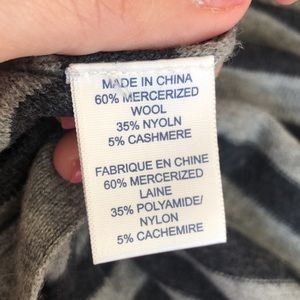 MADE IN CHINA
60% MERCERIZED
WOOL
35% NYOLN
5% CASHMERE
FABRIQUE EN CHINE
60% MERCERIZED
LAINE
35% POLYAMIDE/
NYLON
5% CACHEMIRE